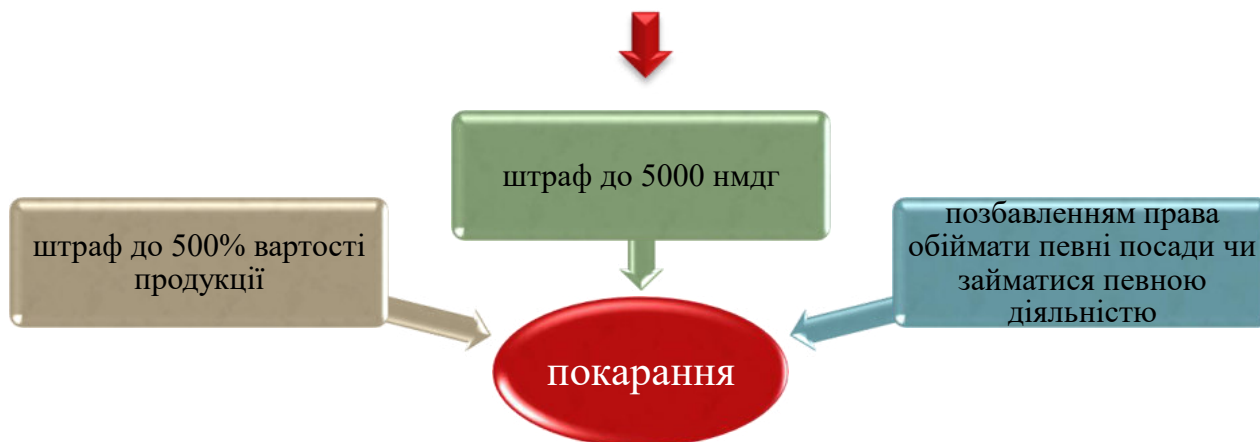 штраф до 5000 нмдг
штраф до 500% вартості
продукції
позбавленням права
обіймати певні посади чи
займатися певною
діяльністю
покарання